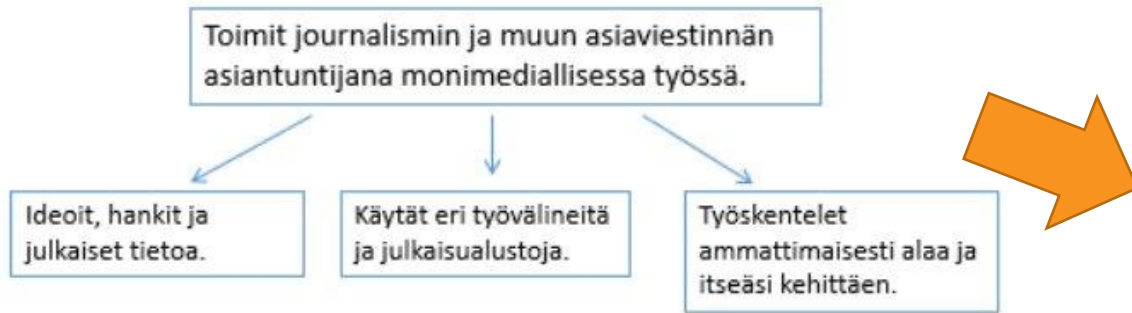 Toimit journalismin ja muun asiaviestinnän
asiantuntijana monimediallisessa työssä.
Ideoit, hankit ja
julkaiset tietoa.
Käytät eri työvälineitä
ja julkaisualustoja.
Työskentelet
ammattimaisesti alaa ja
itseäsi kehittäen.